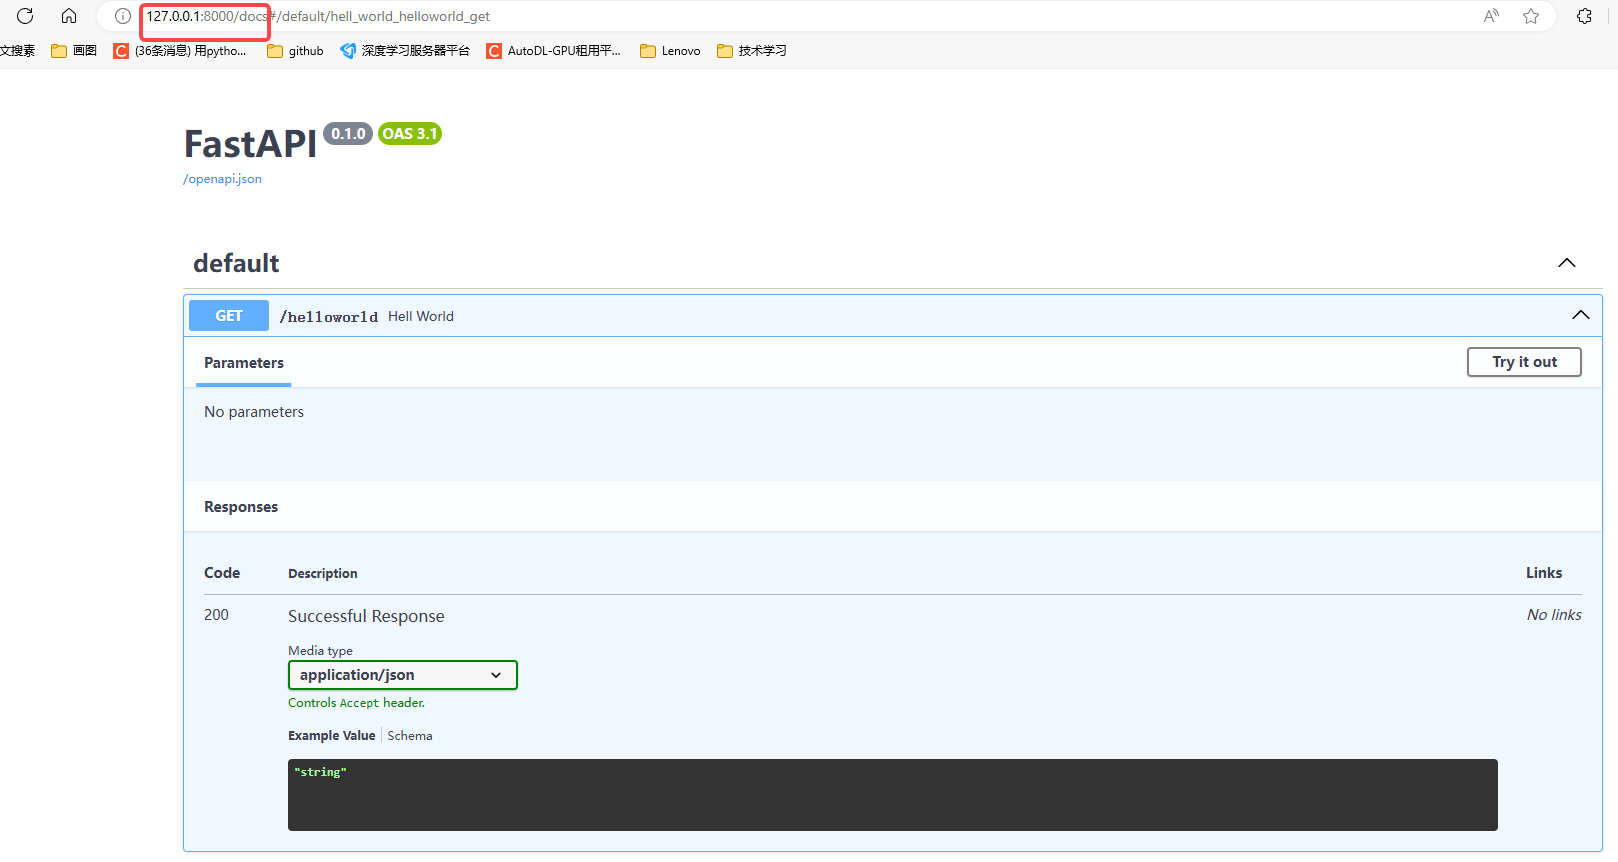 127.0.0.1:8000/docs#/default/hell_world_helloworld_get
文搜素 画图 (36条消息) 用pytho... github 深度学习服务器平台 AutoDL-GPU租用平... Lenovo 技术学习
FastAPI 0.1.0 OAS 3.1
/openapi.json
default
GET /helloworld Hell World
Parameters Try it out
No parameters
Responses
Code Description Links
200 Successful Response No links
Media type
application/json
Controls Accept header.
Example Value Schema
"string"